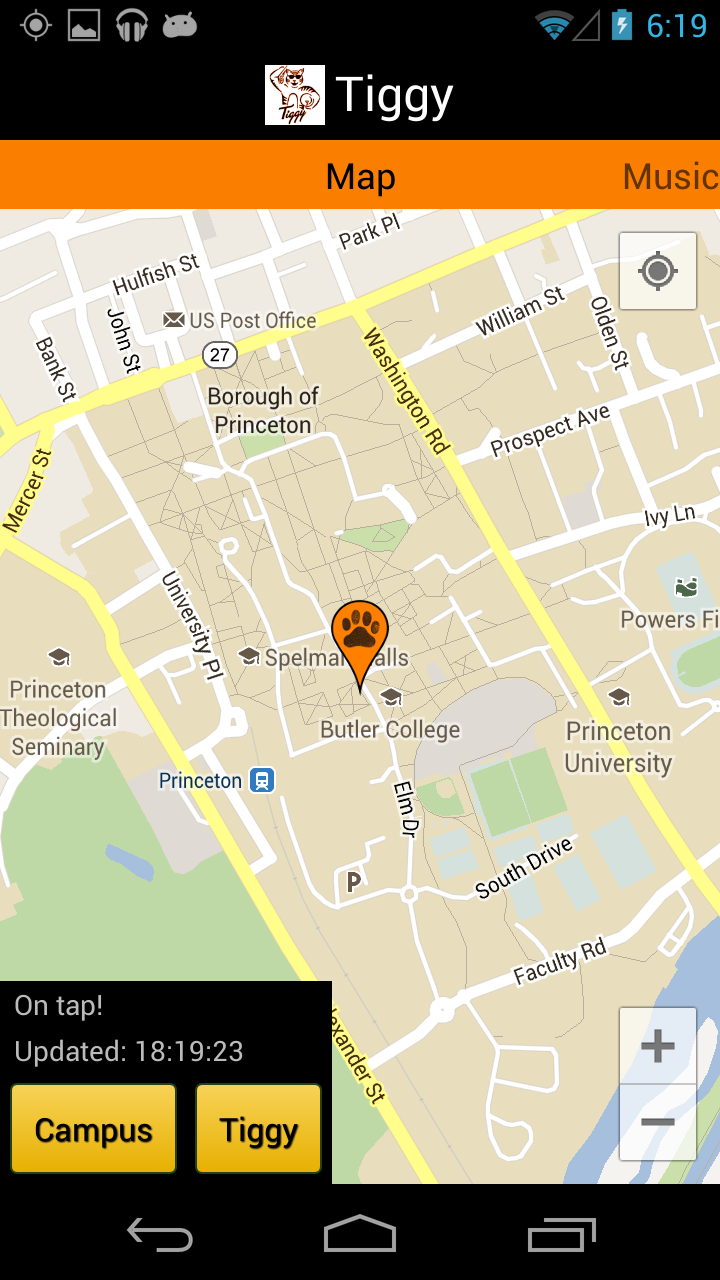 6:19
Tiggy
Tiggy
Map
Music
Park Pl
Hulfish St
William St
US Post Office
John St
Olden St
27
Bank St
Washington Rd
Borough of
Princeton
Prospect Ave
Mercer St
Ivy Ln
University Pl
Powers Fi
Spelman Halls
Princeton
Theological
Seminary
Butler College
Princeton
University
Princeton
Elm Dr
South Drive
P
Faculty Rd
On tap!
Updated: 18:19:23
lexander St
Campus
Tiggy
+
−